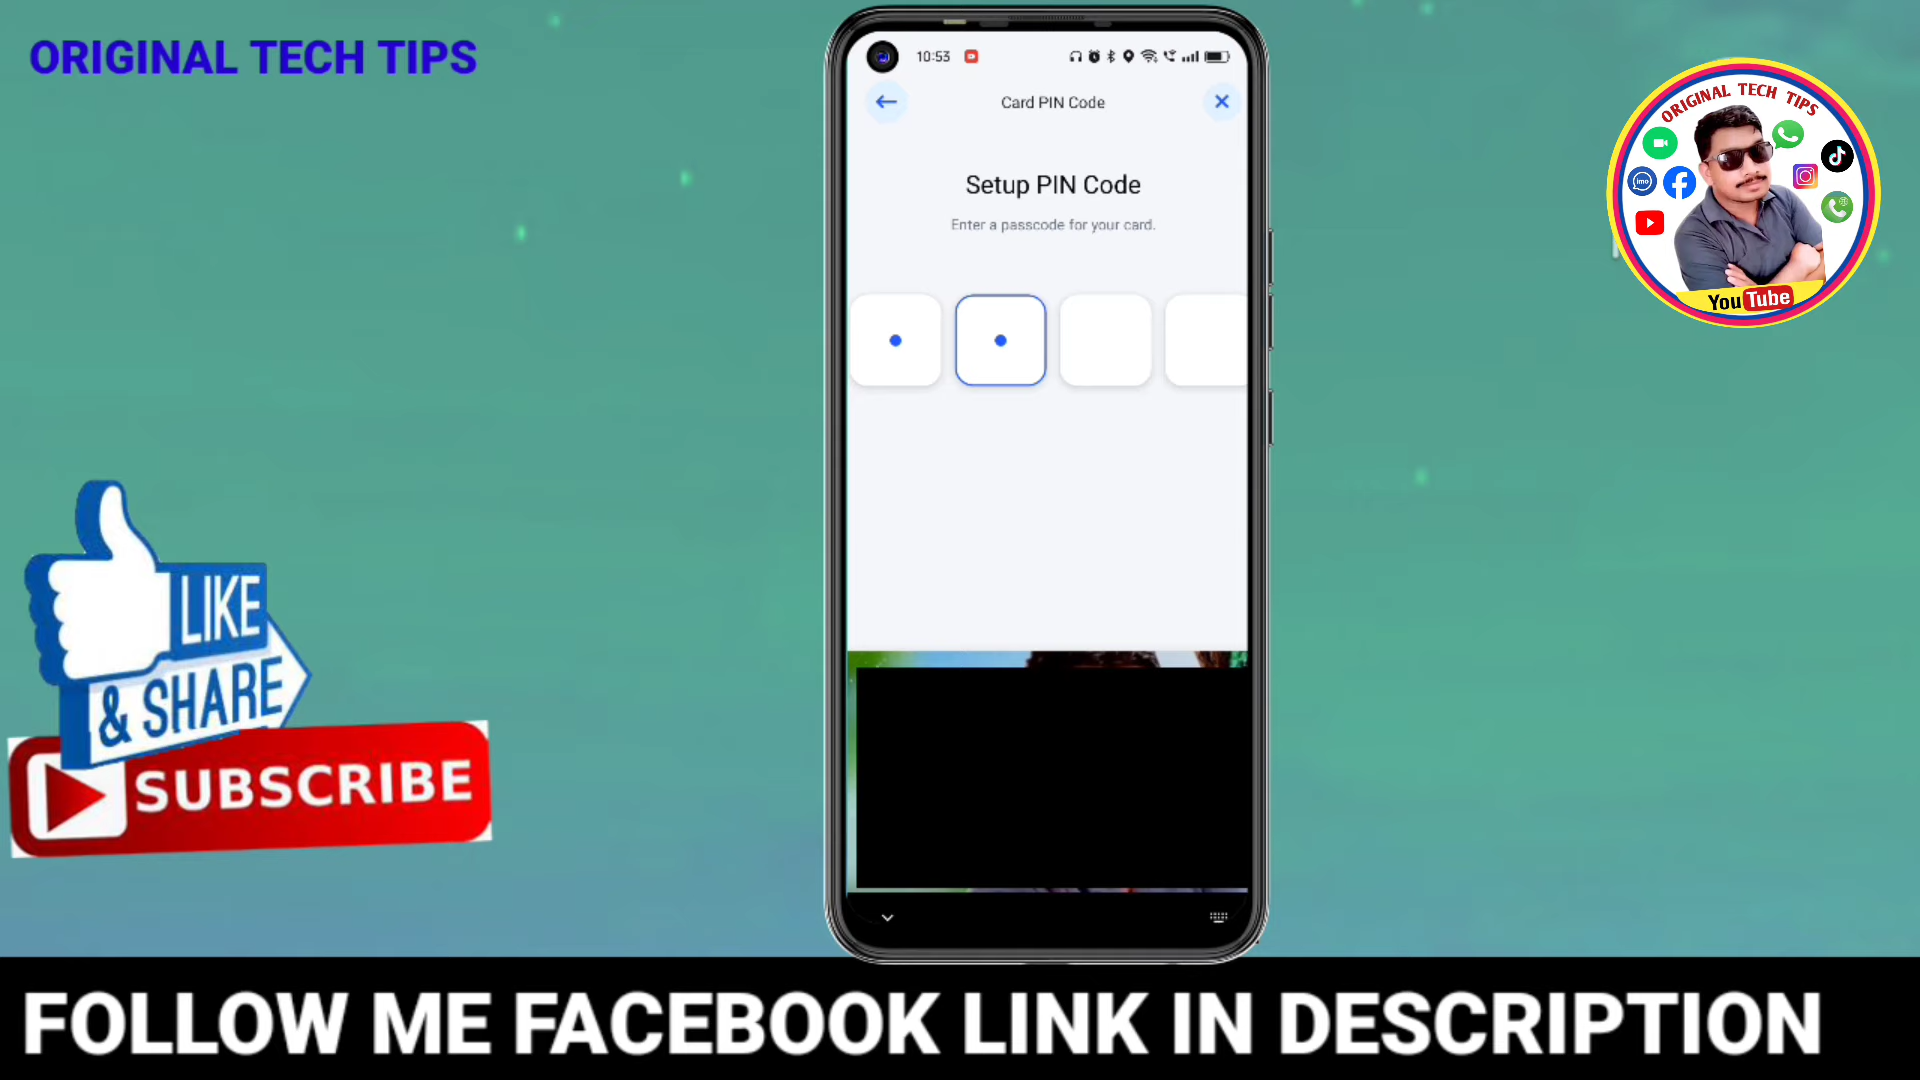 ORIGINAL TECH TIPS
10:53
Card PIN Code
Setup PIN Code
Enter a passcode for your card.
ORIGINAL TECH TIPS
imo
YouTube
LIKE
& SHARE
SUBSCRIBE
FOLLOW ME FACEBOOK LINK IN DESCRIPTION